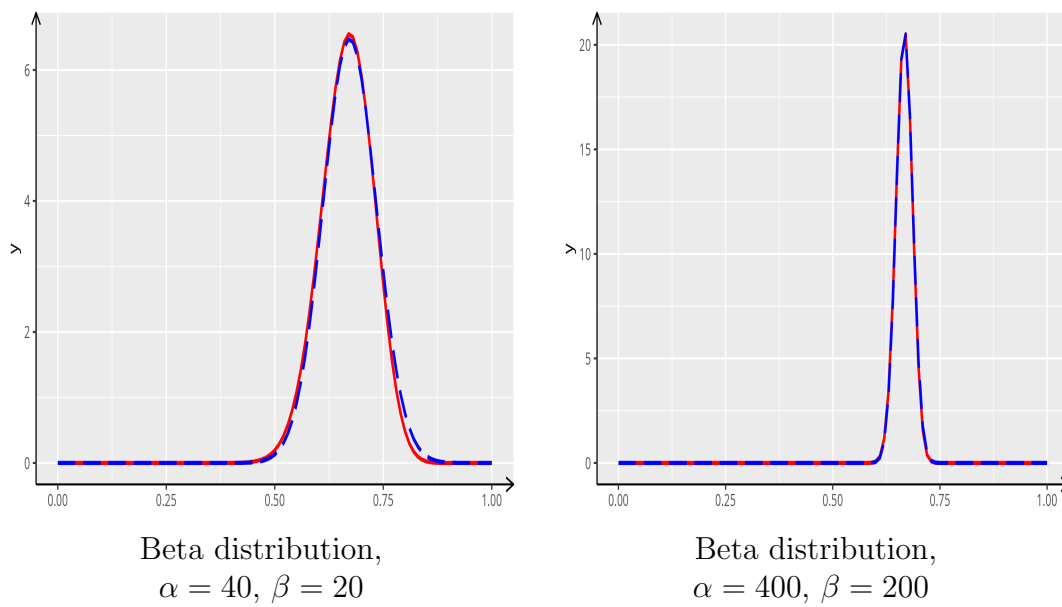 y
6
4
2
0
0.00 0.25 0.50 0.75 1.00
Beta distribution,
α = 40, β = 20
y
20
15
10
5
0
0.00 0.25 0.50 0.75 1.00
Beta distribution,
α = 400, β = 200